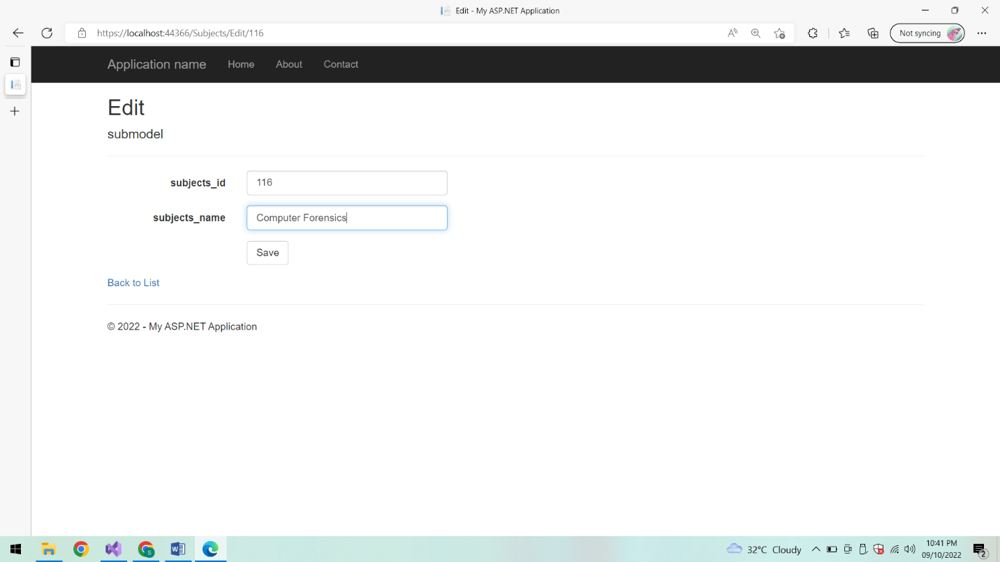 Edit - My ASP.NET Application
https://localhost:44366/Subjects/Edit/116
Not syncing
Application name Home About Contact
Edit
submodel
subjects_id 116
subjects_name Computer Forensics
Save
Back to List
© 2022 - My ASP.NET Application
32°C Cloudy
10:41 PM
09/10/2022
2